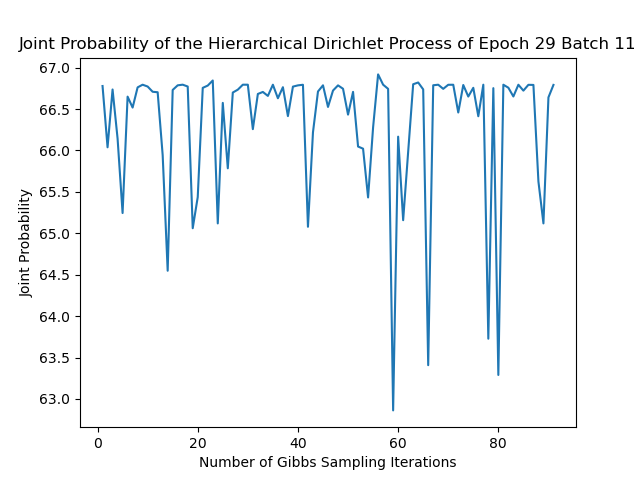 Joint Probability of the Hierarchical Dirichlet Process of Epoch 29 Batch 11
67.0
66.5
66.0
65.5
65.0
64.5
64.0
63.5
63.0
Joint Probability
0 20 40 60 80
Number of Gibbs Sampling Iterations